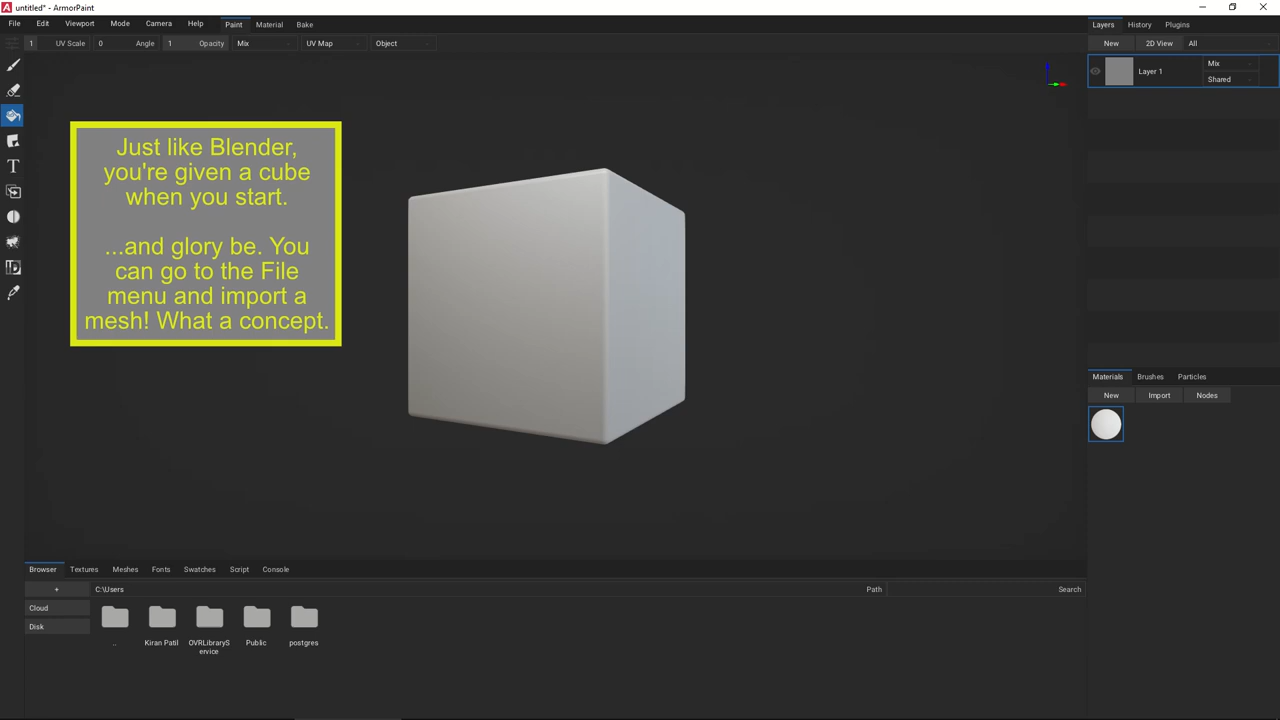 untitled* - ArmorPaint
File Edit Viewport Mode Camera Help Paint Material Bake
1 UV Scale 0 Angle 1 Opacity Mix UV Map Object
Just like Blender,
you're given a cube
when you start.
...and glory be. You
can go to the File
menu and import a
mesh! What a concept.
Layers History Plugins
New 2D View All
Layer 1 Mix
Shared
Materials Brushes Particles
New Import Nodes
Browser Textures Meshes Fonts Swatches Script Console
+ C:\Users Path Search
Cloud
Disk
.. Kiran Patil OVRLibraryS Public postgres
ervice